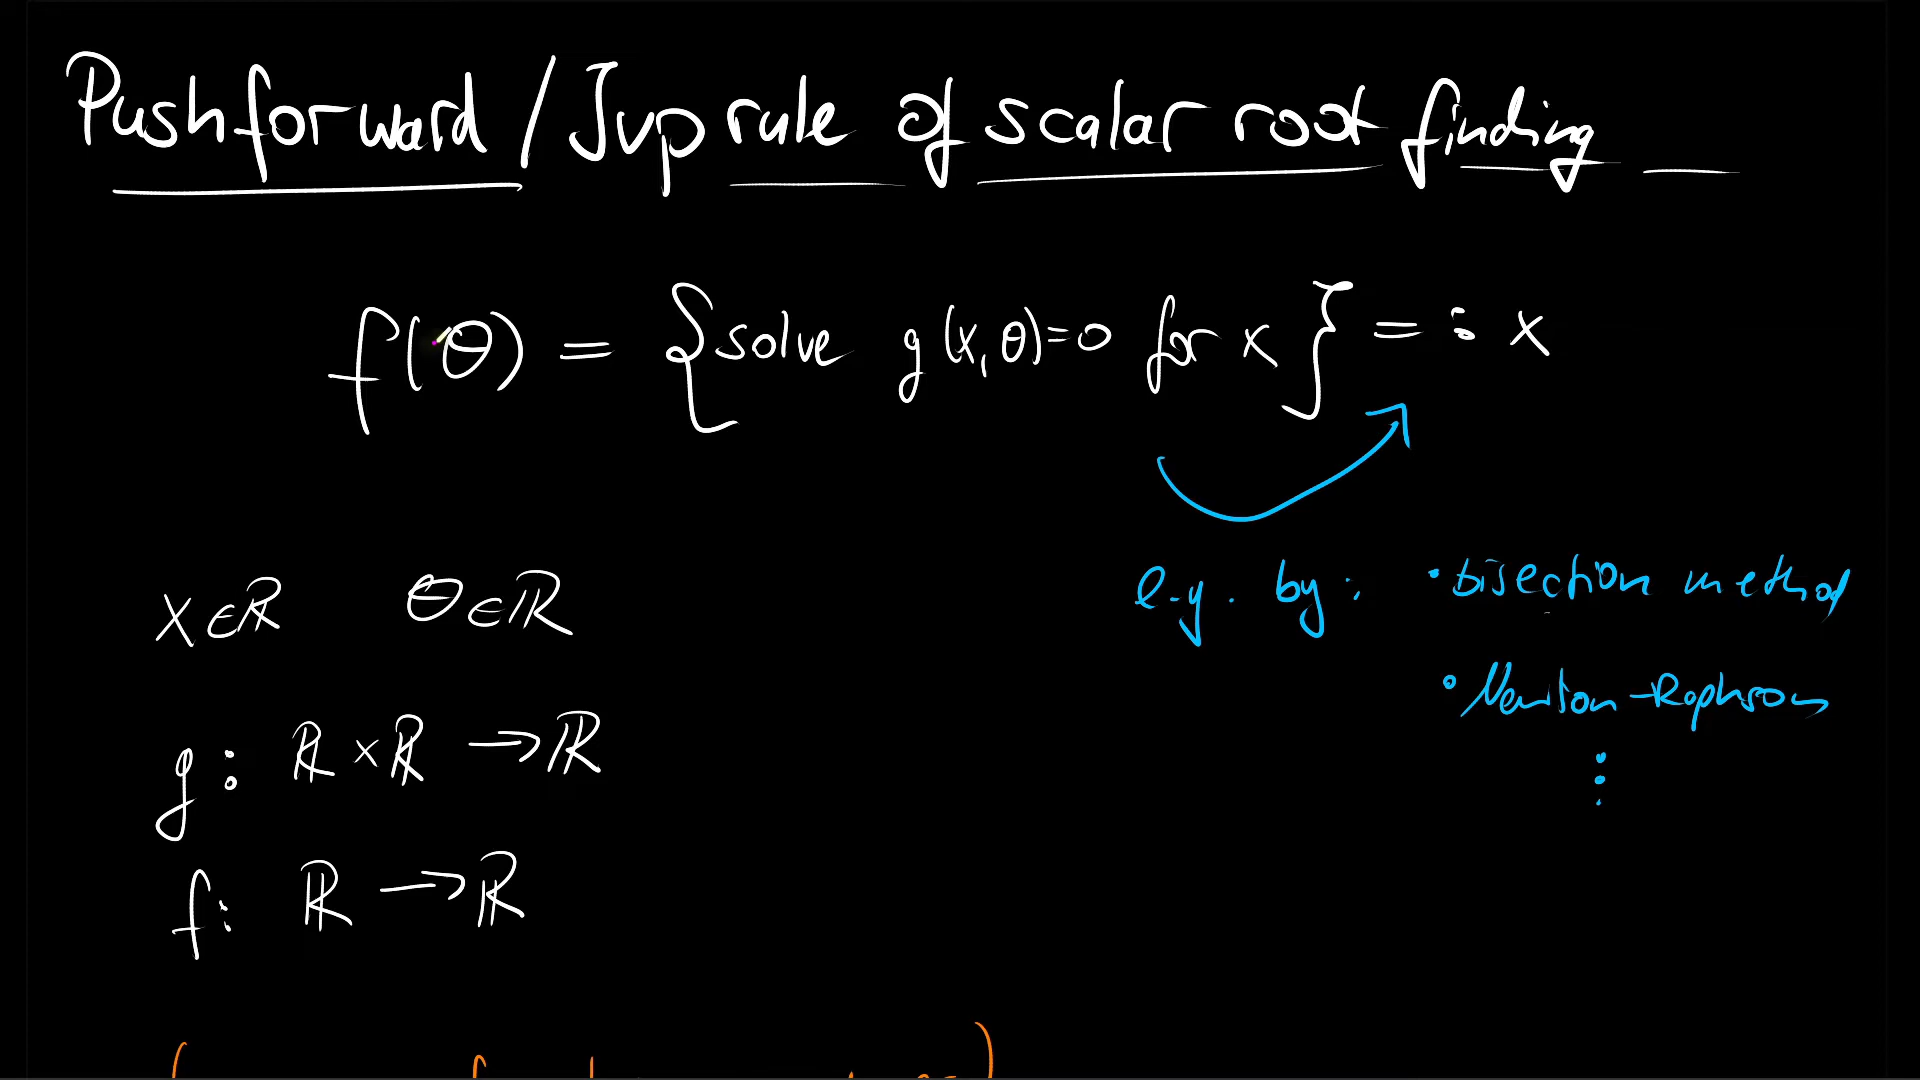 Pushforward / Jvp rule of scalar root finding
f(θ) = {solve g(x,θ)=0 for x} =: x
x∈ℝ θ∈ℝ
e.g. by: • bisection method
• Newton-Raphson
⋮
g: ℝ × ℝ → ℝ
f: ℝ → ℝ